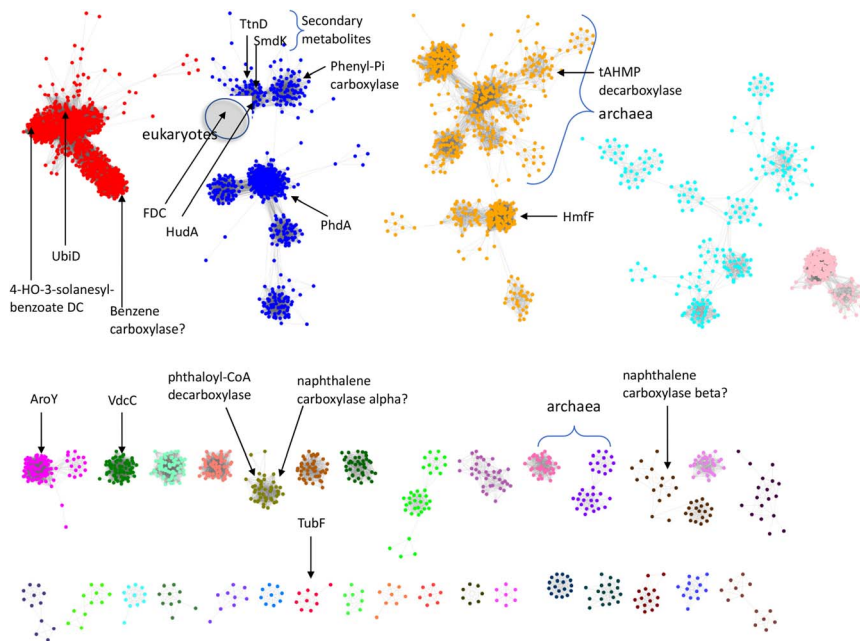 TtnD
SmdK
Secondary
metabolites
Phenyl-Pi
carboxylase
eukaryotes
FDC
HudA
PhdA
UbiD
4-HO-3-solanesyl-
benzoate DC
Benzene
carboxylase?
tAHMP
decarboxylase
archaea
HmfF
AroY
VdcC
phthaloyl-CoA
decarboxylase
naphthalene
carboxylase alpha?
archaea
naphthalene
carboxylase beta?
TubF